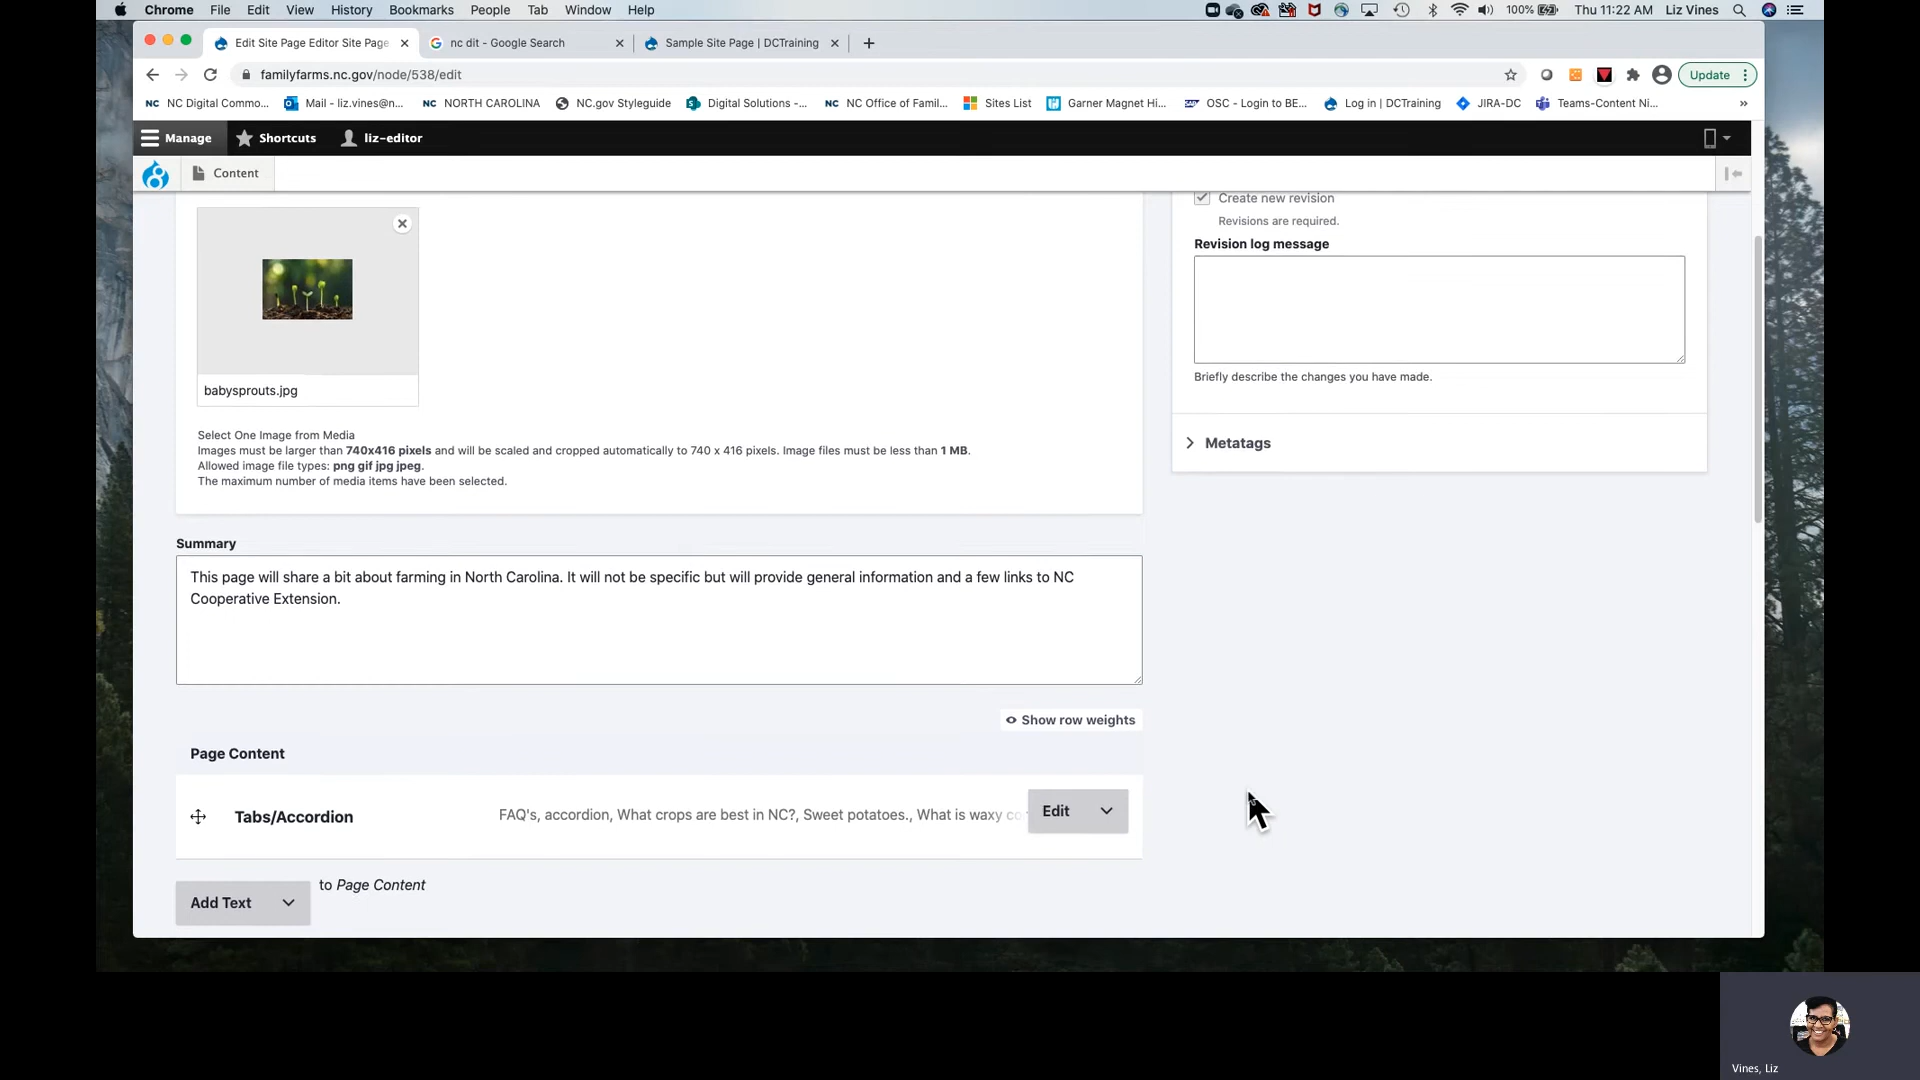 Chrome File Edit View History Bookmarks People Tab Window Help 100% Thu 11:22 AM Liz Vines
Edit Site Page Editor Site Page nc dit - Google Search Sample Site Page | DCTraining
familyfarms.nc.gov/node/538/edit Update
NC NC Digital Commo... Mail - liz.vines@n... NC NORTH CAROLINA NC.gov Styleguide Digital Solutions -... NC NC Office of Famil... Sites List Garner Magnet Hi... OSC - Login to BE... Log in | DCTraining JIRA-DC Teams-Content Ni... »
Manage Shortcuts liz-editor
Content
Create new revision
Revisions are required.
Revision log message
Briefly describe the changes you have made.
Metatags
babysprouts.jpg
Select One Image from Media
Images must be larger than 740x416 pixels and will be scaled and cropped automatically to 740 x 416 pixels. Image files must be less than 1 MB.
Allowed image file types: png gif jpg jpeg.
The maximum number of media items have been selected.
Summary
This page will share a bit about farming in North Carolina. It will not be specific but will provide general information and a few links to NC
Cooperative Extension.
Show row weights
Page Content
Tabs/Accordion FAQ's, accordion, What crops are best in NC?, Sweet potatoes., What is waxy co Edit
to Page Content
Add Text
Vines, Liz